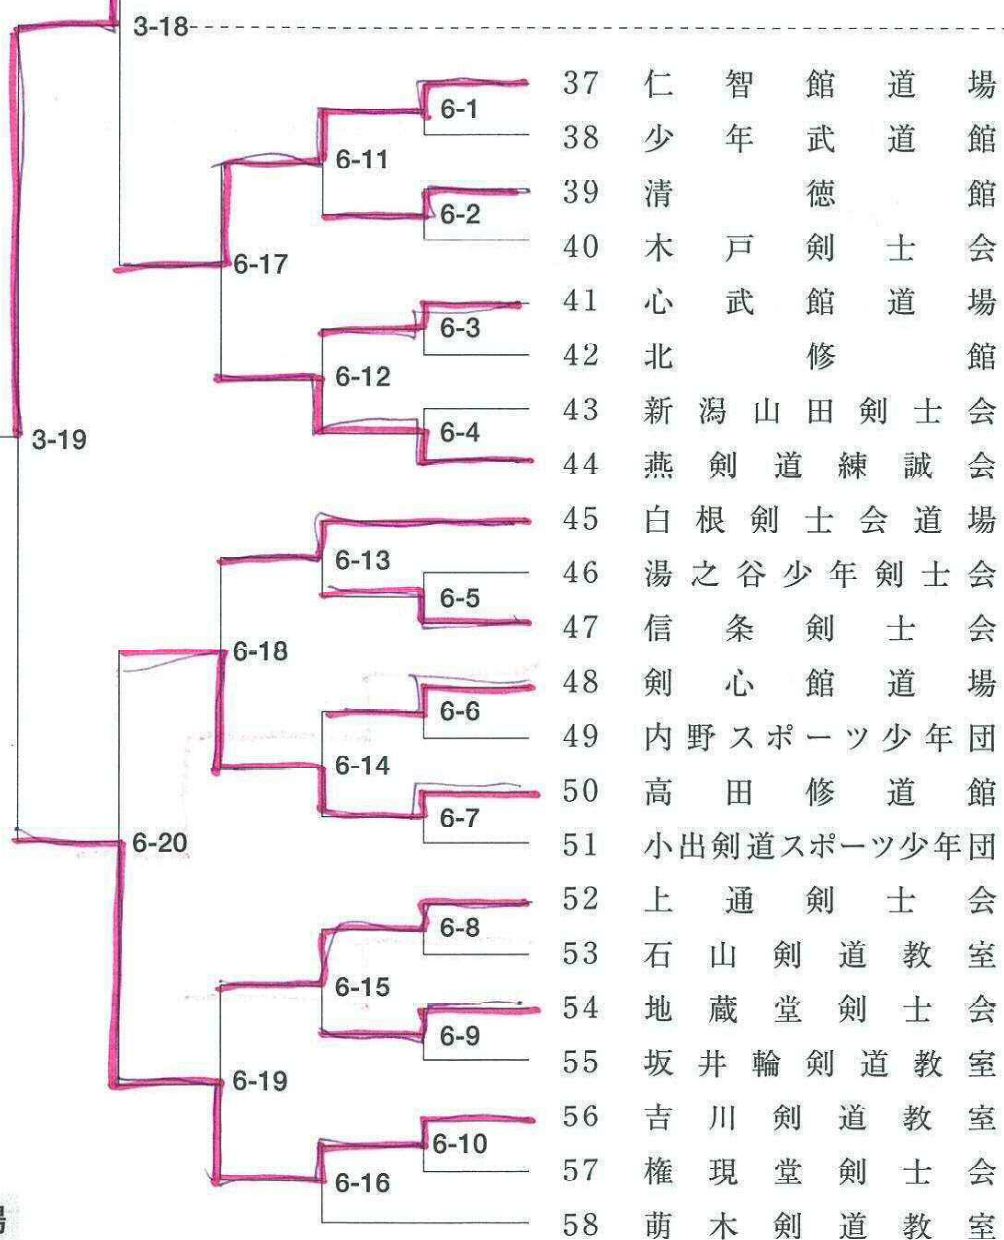 3-18
37 仁智館道場
6-1
38 少年武道館
6-11
39 清徳館
6-2
40 木戸剣士会
6-17
41 心武館道場
6-3
42 北修館
6-12
43 新潟山田剣士会
6-4
3-19
44 燕剣道練誠会
45 白根剣士会道場
6-13
46 湯之谷少年剣士会
6-5
47 信条剣士会
6-18
48 剣心館道場
6-6
49 内野スポーツ少年団
6-14
50 高田修道館
6-7
6-20
51 小出剣道スポーツ少年団
52 上通剣士会
6-8
53 石山剣道教室
6-15
54 地蔵堂剣士会
6-9
55 坂井輪剣道教室
6-19
56 吉川剣道教室
6-10
57 権現堂剣士会
6-16
58 萌木剣道教室